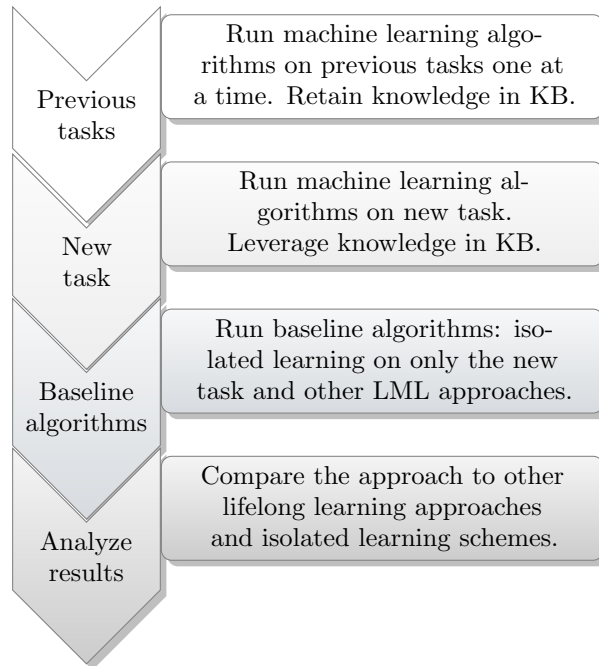 Previous
tasks
Run machine learning algo-
rithms on previous tasks one at
a time. Retain knowledge in KB.
New
task
Run machine learning al-
gorithms on new task.
Leverage knowledge in KB.
Baseline
algorithms
Run baseline algorithms: iso-
lated learning on only the new
task and other LML approaches.
Analyze
results
Compare the approach to other
lifelong learning approaches
and isolated learning schemes.